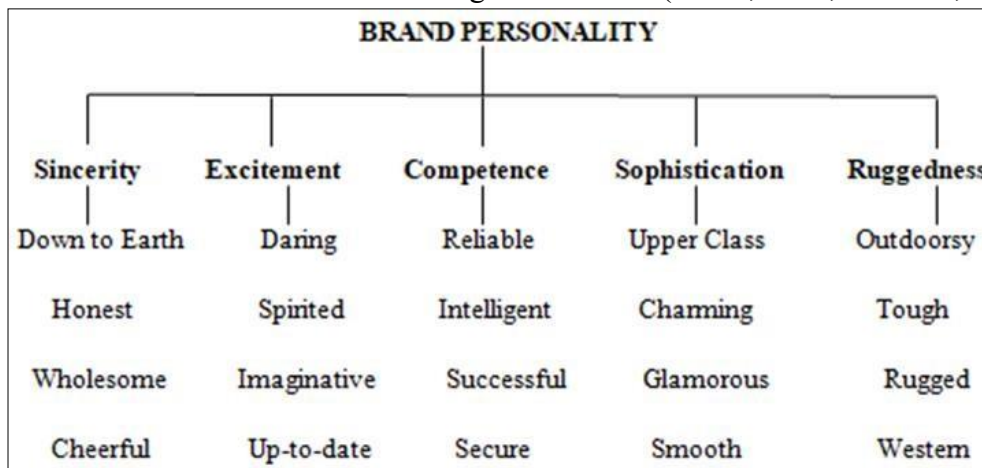 BRAND PERSONALITY
Sincerity Excitement Competence Sophistication Ruggedness
Down to Earth Daring Reliable Upper Class Outdoorsy
Honest Spirited Intelligent Charming Tough
Wholesome Imaginative Successful Glamorous Rugged
Cheerful Up-to-date Secure Smooth Western